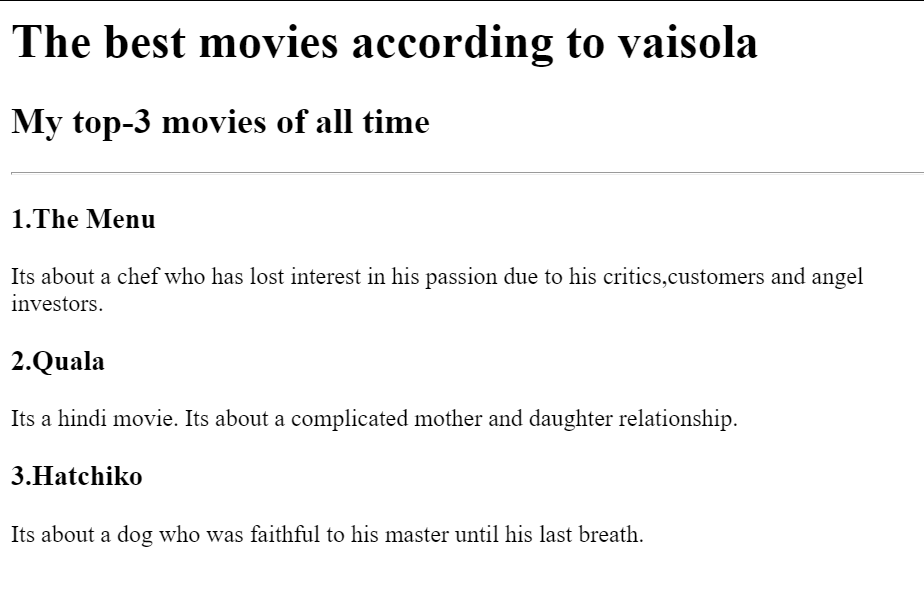 The best movies according to vaisola
My top-3 movies of all time
1.The Menu
Its about a chef who has lost interest in his passion due to his critics,customers and angel
investors.
2.Quala
Its a hindi movie. Its about a complicated mother and daughter relationship.
3.Hatchiko
Its about a dog who was faithful to his master until his last breath.